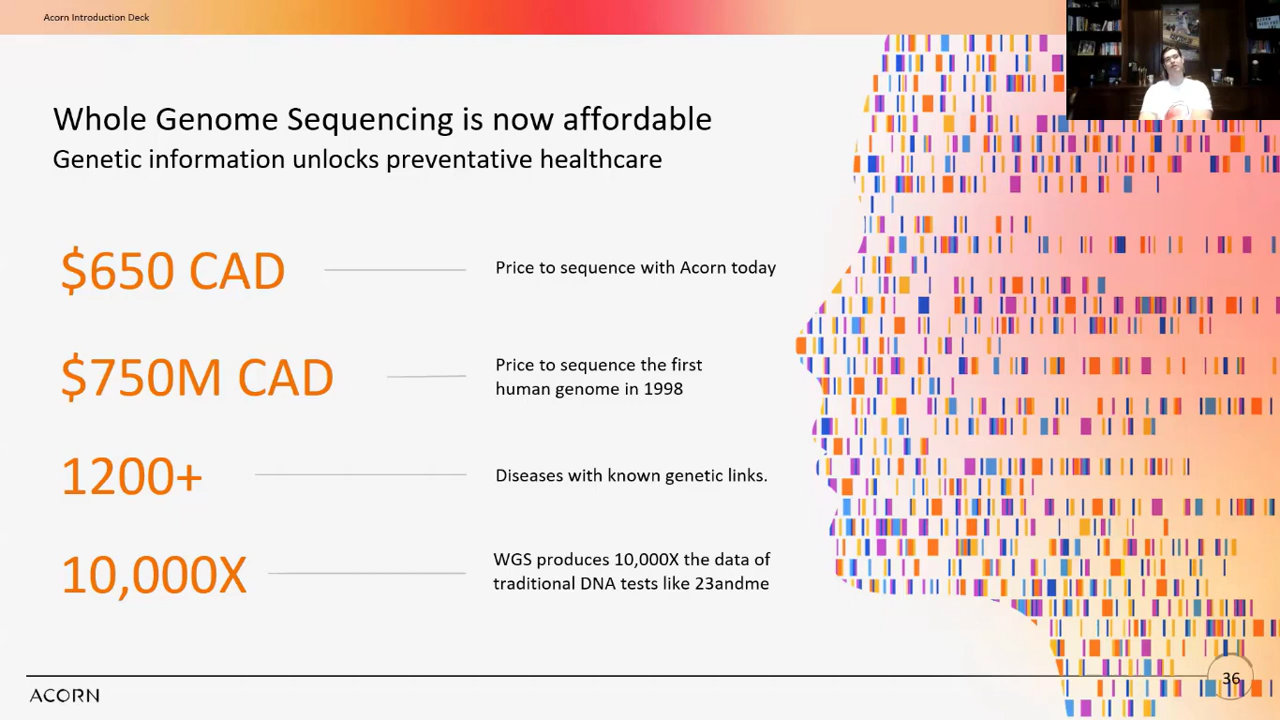 Acorn Introduction Deck
Whole Genome Sequencing is now affordable
Genetic information unlocks preventative healthcare
$650 CAD
Price to sequence with Acorn today
$750M CAD
Price to sequence the first
human genome in 1998
1200+
Diseases with known genetic links.
10,000X
WGS produces 10,000X the data of
traditional DNA tests like 23andme
36
ACORN